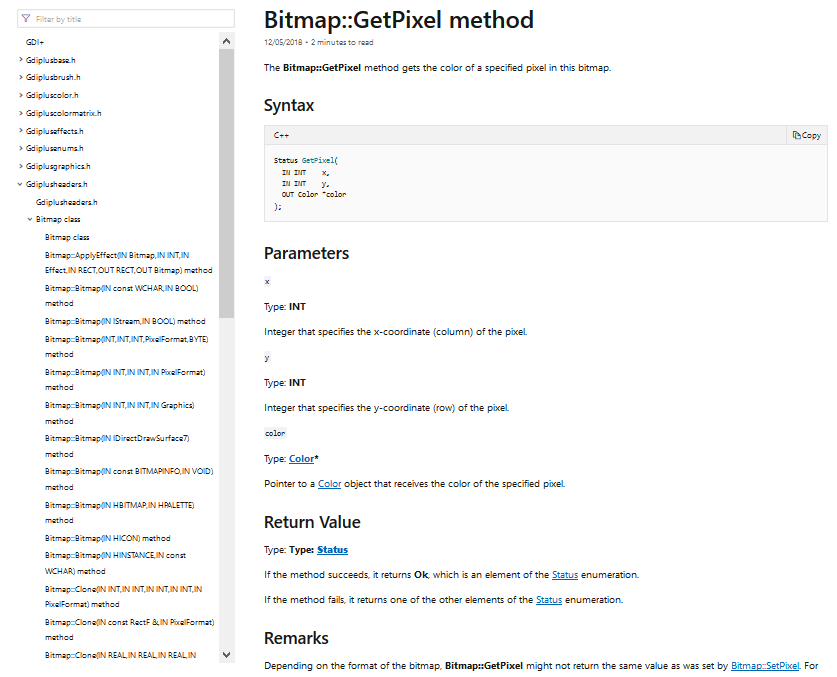 Filter by title
GDI+
Gdiplusbase.h
Gdiplusbrush.h
Gdipluscolor.h
Gdipluscolormatrix.h
Gdipluseffects.h
Gdiplusenums.h
Gdiplusgraphics.h
Gdiplusheaders.h
Gdiplusheaders.h
Bitmap class
Bitmap class
Bitmap::ApplyEffect(IN Bitmap,IN INT,IN
Effect,IN RECT,OUT RECT,OUT Bitmap) method
Bitmap::Bitmap(IN const WCHAR,IN BOOL)
method
Bitmap::Bitmap(IN IStream,IN BOOL) method
Bitmap::Bitmap(INT,INT,INT,PixelFormat,BYTE)
method
Bitmap::Bitmap(IN INT,IN INT,IN PixelFormat)
method
Bitmap::Bitmap(IN INT,IN INT,IN Graphics)
method
Bitmap::Bitmap(IN IDirectDrawSurface7)
method
Bitmap::Bitmap(IN const BITMAPINFO,IN VOID)
method
Bitmap::Bitmap(IN HBITMAP,IN HPALETTE)
method
Bitmap::Bitmap(IN HICON) method
Bitmap::Bitmap(IN HINSTANCE,IN const
WCHAR) method
Bitmap::Clone(IN INT,IN INT,IN INT,IN INT,IN
PixelFormat) method
Bitmap::Clone(IN const RectF &,IN PixelFormat)
method
Bitmap::Clone(IN REAL,IN REAL,IN REAL,IN
Bitmap::GetPixel method
12/05/2018 • 2 minutes to read
The Bitmap::GetPixel method gets the color of a specified pixel in this bitmap.
Syntax
C++ Copy
Status GetPixel(
IN INT x,
IN INT y,
OUT Color *color
);
Parameters
x
Type: INT
Integer that specifies the x-coordinate (column) of the pixel.
y
Type: INT
Integer that specifies the y-coordinate (row) of the pixel.
color
Type: Color*
Pointer to a Color object that receives the color of the specified pixel.
Return Value
Type: Type: Status
If the method succeeds, it returns Ok, which is an element of the Status enumeration.
If the method fails, it returns one of the other elements of the Status enumeration.
Remarks
Depending on the format of the bitmap, Bitmap::GetPixel might not return the same value as was set by Bitmap::SetPixel. For